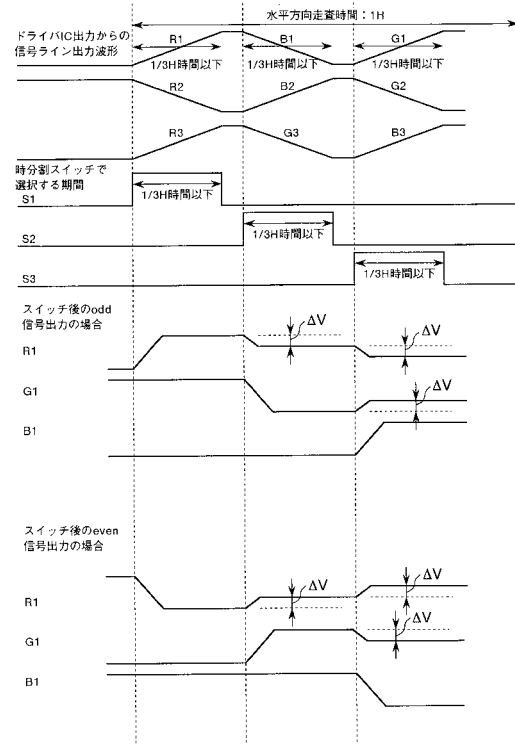 水平方向走査時間：1H
ドライバIC出力からの
信号ライン出力波形
R1 B1 G1
1/3H時間以下 1/3H時間以下 1/3H時間以下
R2 B2 G2
R3 G3 B3
時分割スイッチで
選択する期間
S1
1/3H時間以下
S2
1/3H時間以下
S3
1/3H時間以下
スイッチ後のodd
信号出力の場合
R1
ΔV
ΔV
G1
ΔV
B1
スイッチ後のeven
信号出力の場合
R1
ΔV
ΔV
G1
ΔV
B1